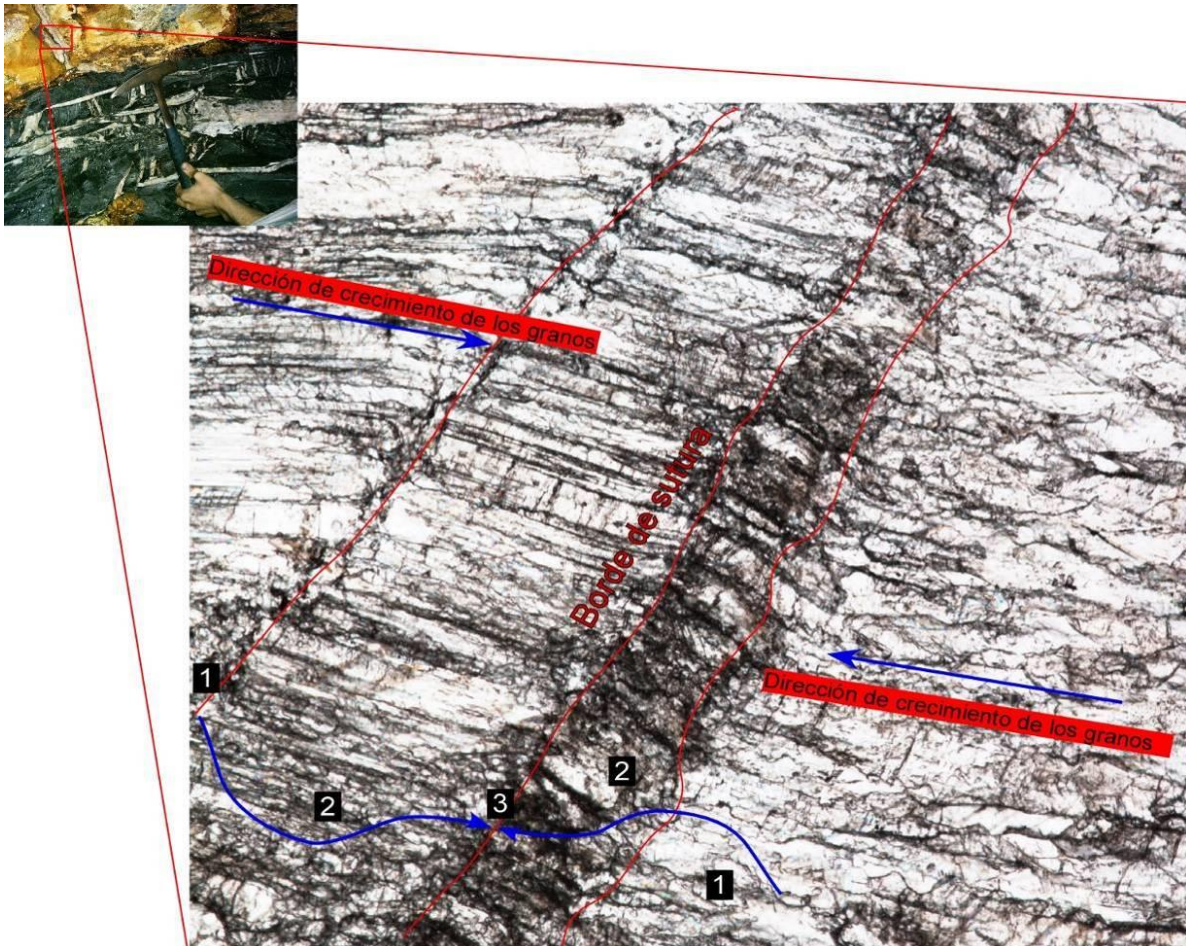 Dirección de crecimiento de los granos
Borde de sutura
1
Dirección de crecimiento de los granos
2
2
3
1